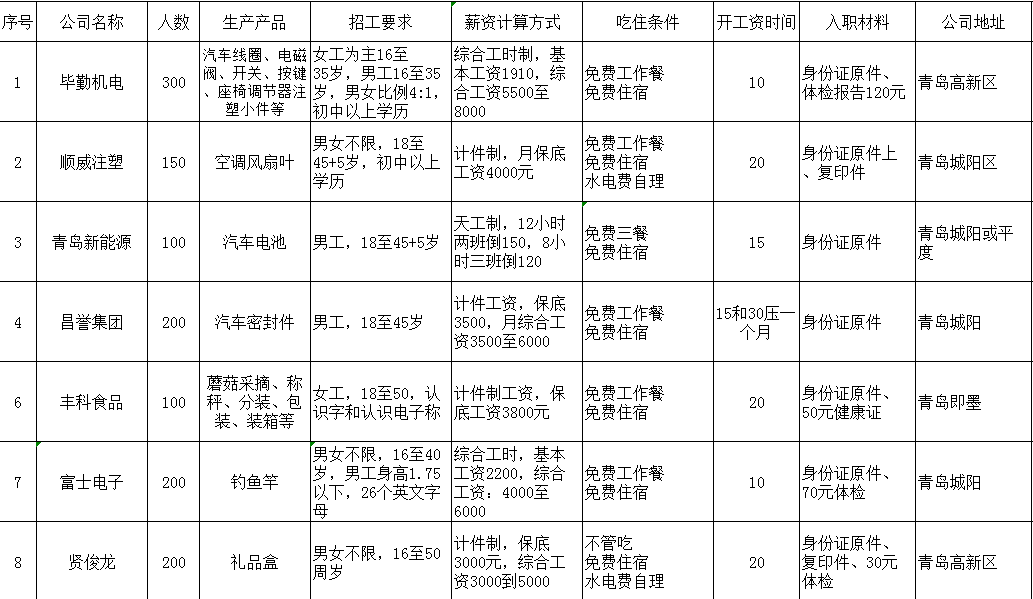 序号 公司名称 人数 生产产品 招工要求 薪资计算方式 吃住条件 开工资时间 入职材料 公司地址
1
毕勤机电
300
汽车线圈、电磁
阀、开关、按键
、座椅调节器注
塑小件等
女工为主16至
35岁，男工16至35
岁，男女比例4:1，
初中以上学历
综合工时制，基
本工资1910，综
合工资5500至
8000
免费工作餐
免费住宿
10
身份证原件、
体检报告120元
青岛高新区
2
顺威注塑
150
空调风扇叶
男女不限，18至
45+5岁，初中以上
学历
计件制，月保底
工资4000元
免费工作餐
免费住宿
水电费自理
20
身份证原件上
、复印件
青岛城阳区
3
青岛新能源
100
汽车电池
男工，18至45+5岁
天工制，12小时
两班倒150，8小
时三班倒120
免费三餐
免费住宿
15
身份证原件
青岛城阳或平
度
4
昌誉集团
200
汽车密封件
男工，18至45岁
计件工资，保底
3500，月综合工
资3500至6000
免费工作餐
免费住宿
15和30压一
个月
身份证原件
青岛城阳
6
丰科食品
100
蘑菇采摘、称
秤、分装、包
装、装箱等
女工，18至50，认
识字和认识电子称
计件制工资，保
底工资3800元
免费工作餐
免费住宿
20
身份证原件、
50元健康证
青岛即墨
7
富士电子
200
钓鱼竿
男女不限，16至40
岁，男工身高1.75
以下，26个英文字
母
综合工时，基本
工资2200，综合
工资：4000至
6000
免费工作餐
免费住宿
10
身份证原件、
70元体检
青岛城阳
8
贤俊龙
200
礼品盒
男女不限，16至50
周岁
计件制，保底
3000元，综合工
资3000到5000
不管吃
免费住宿
水电费自理
20
身份证原件、
复印件、30元
体检
青岛高新区